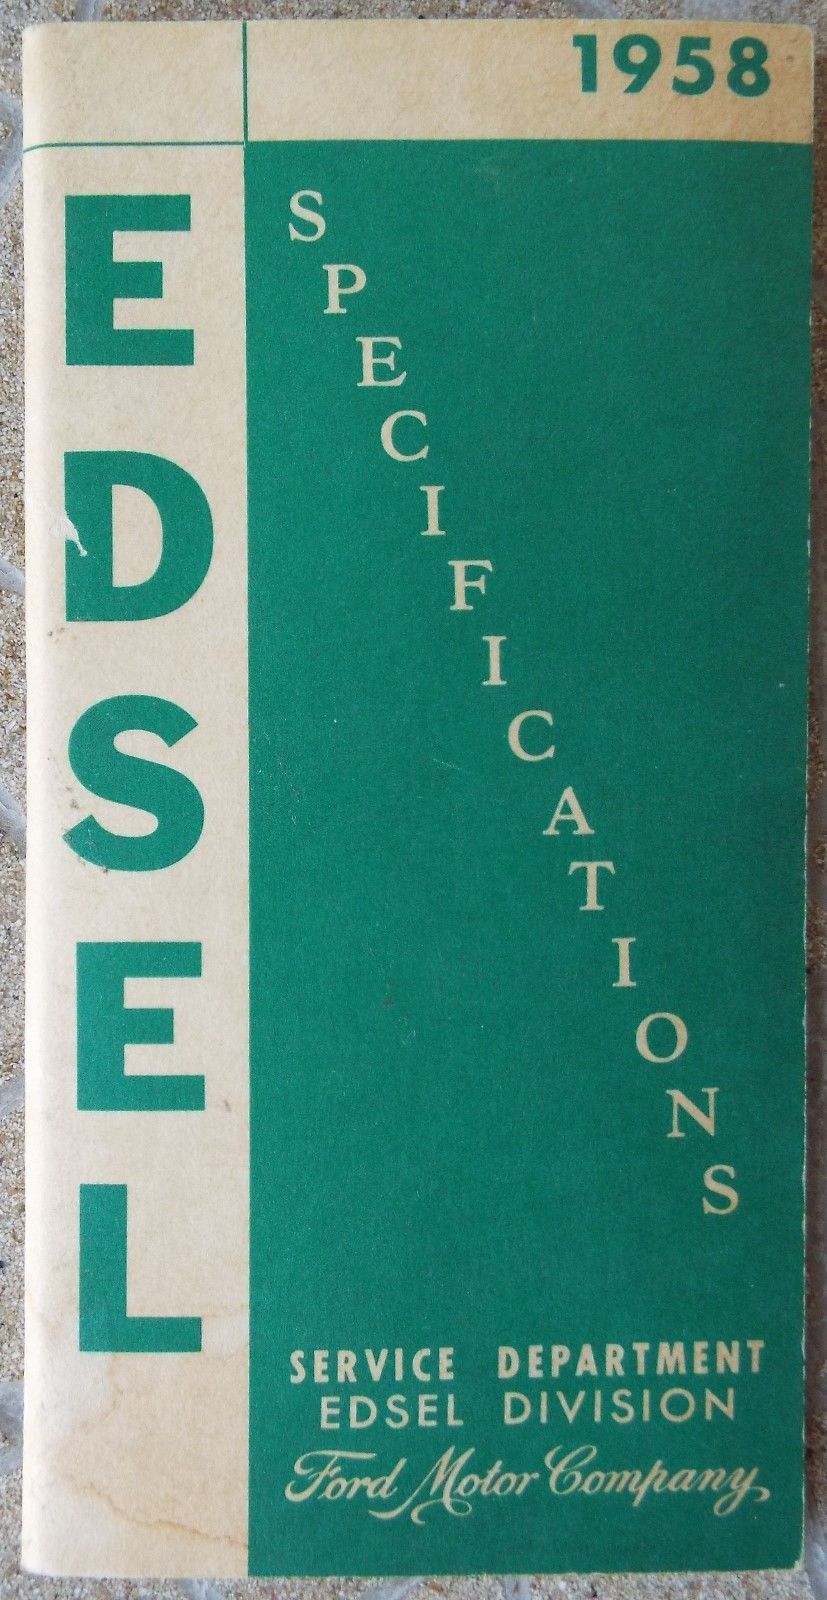 1958
EDSEL
SPECIFICATIONS
SERVICE DEPARTMENT
EDSEL DIVISION
Ford Motor Company